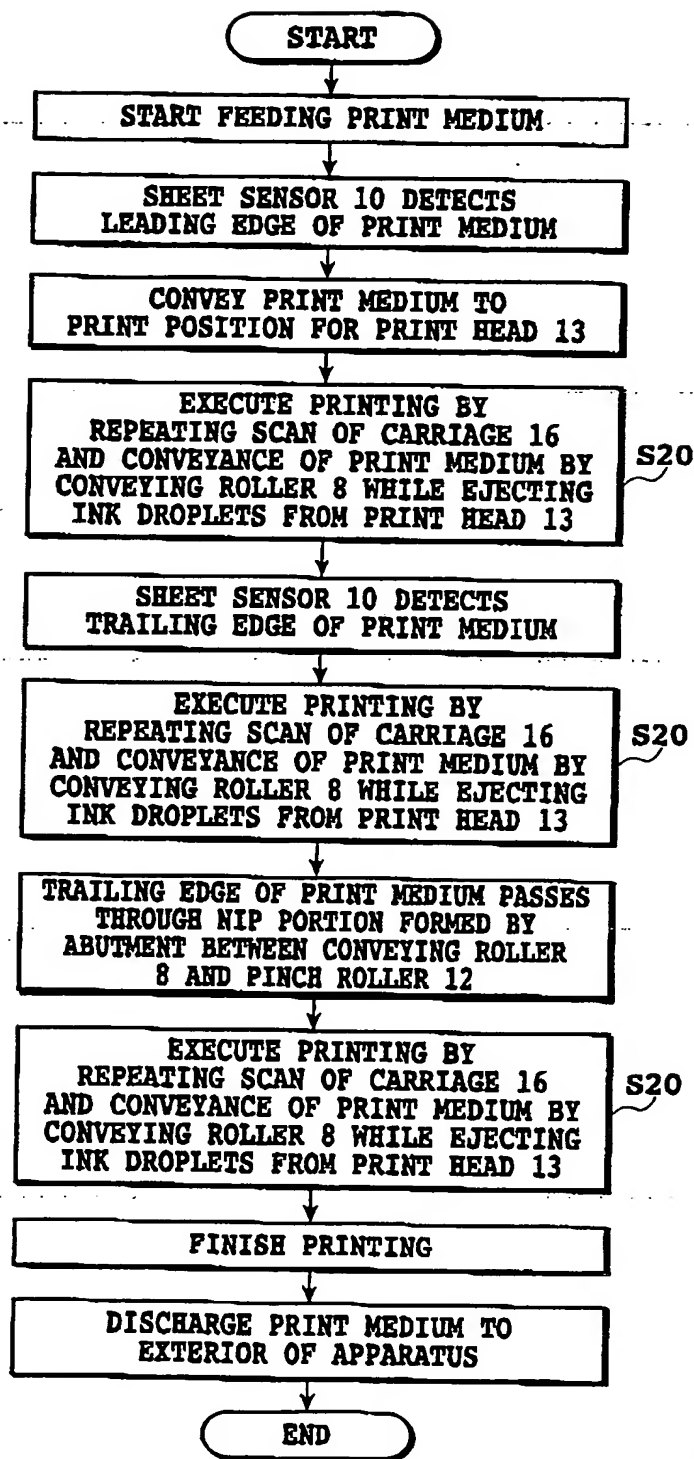 START
START FEEDING PRINT MEDIUM
SHEET SENSOR 10 DETECTS
LEADING EDGE OF PRINT MEDIUM
CONVEY PRINT MEDIUM TO
PRINT POSITION FOR PRINT HEAD 13
EXECUTE PRINTING BY
REPEATING SCAN OF CARRIAGE 16
AND CONVEYANCE OF PRINT MEDIUM BY
CONVEYING ROLLER 8 WHILE EJECTING
INK DROPLETS FROM PRINT HEAD 13
S20
SHEET SENSOR 10 DETECTS
TRAILING EDGE OF PRINT MEDIUM
EXECUTE PRINTING BY
REPEATING SCAN OF CARRIAGE 16
AND CONVEYANCE OF PRINT MEDIUM BY
CONVEYING ROLLER 8 WHILE EJECTING
INK DROPLETS FROM PRINT HEAD 13
S20
TRAILING EDGE OF PRINT MEDIUM PASSES
THROUGH NIP PORTION FORMED BY
ABUTMENT BETWEEN CONVEYING ROLLER
8 AND PINCH ROLLER 12
EXECUTE PRINTING BY
REPEATING SCAN OF CARRIAGE 16
AND CONVEYANCE OF PRINT MEDIUM BY
CONVEYING ROLLER 8 WHILE EJECTING
INK DROPLETS FROM PRINT HEAD 13
S20
FINISH PRINTING
DISCHARGE PRINT MEDIUM TO
EXTERIOR OF APPARATUS
END